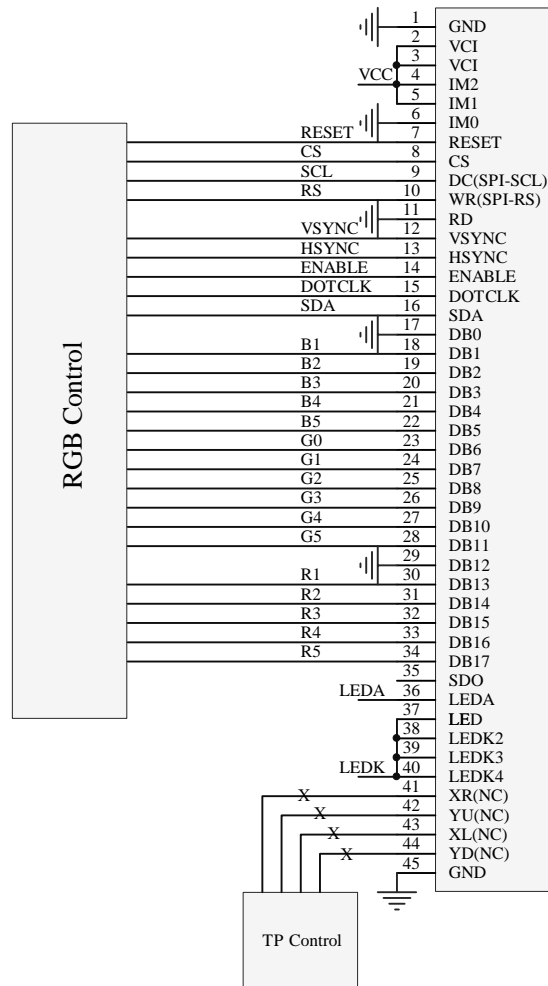 1 GND
2 VCI
3 VCI
VCC 4 IM2
5 IM1
6 IM0
RESET 7 RESET
CS 8 CS
SCL 9 DC(SPI-SCL)
RS 10 WR(SPI-RS)
11 RD
VSYNC 12 VSYNC
HSYNC 13 HSYNC
ENABLE 14 ENABLE
DOTCLK 15 DOTCLK
SDA 16 SDA
17 DB0
B1 18 DB1
B2 19 DB2
B3 20 DB3
B4 21 DB4
B5 22 DB5
G0 23 DB6
G1 24 DB7
G2 25 DB8
G3 26 DB9
G4 27 DB10
G5 28 DB11
29 DB12
R1 30 DB13
R2 31 DB14
R3 32 DB15
R4 33 DB16
R5 34 DB17
35 SDO
LEDA 36 LEDA
37 LED
38 LEDK2
39 LEDK3
LEDK 40 LEDK4
X 41 XR(NC)
X 42 YU(NC)
X 43 XL(NC)
X 44 YD(NC)
45 GND
RGB Control
TP Control